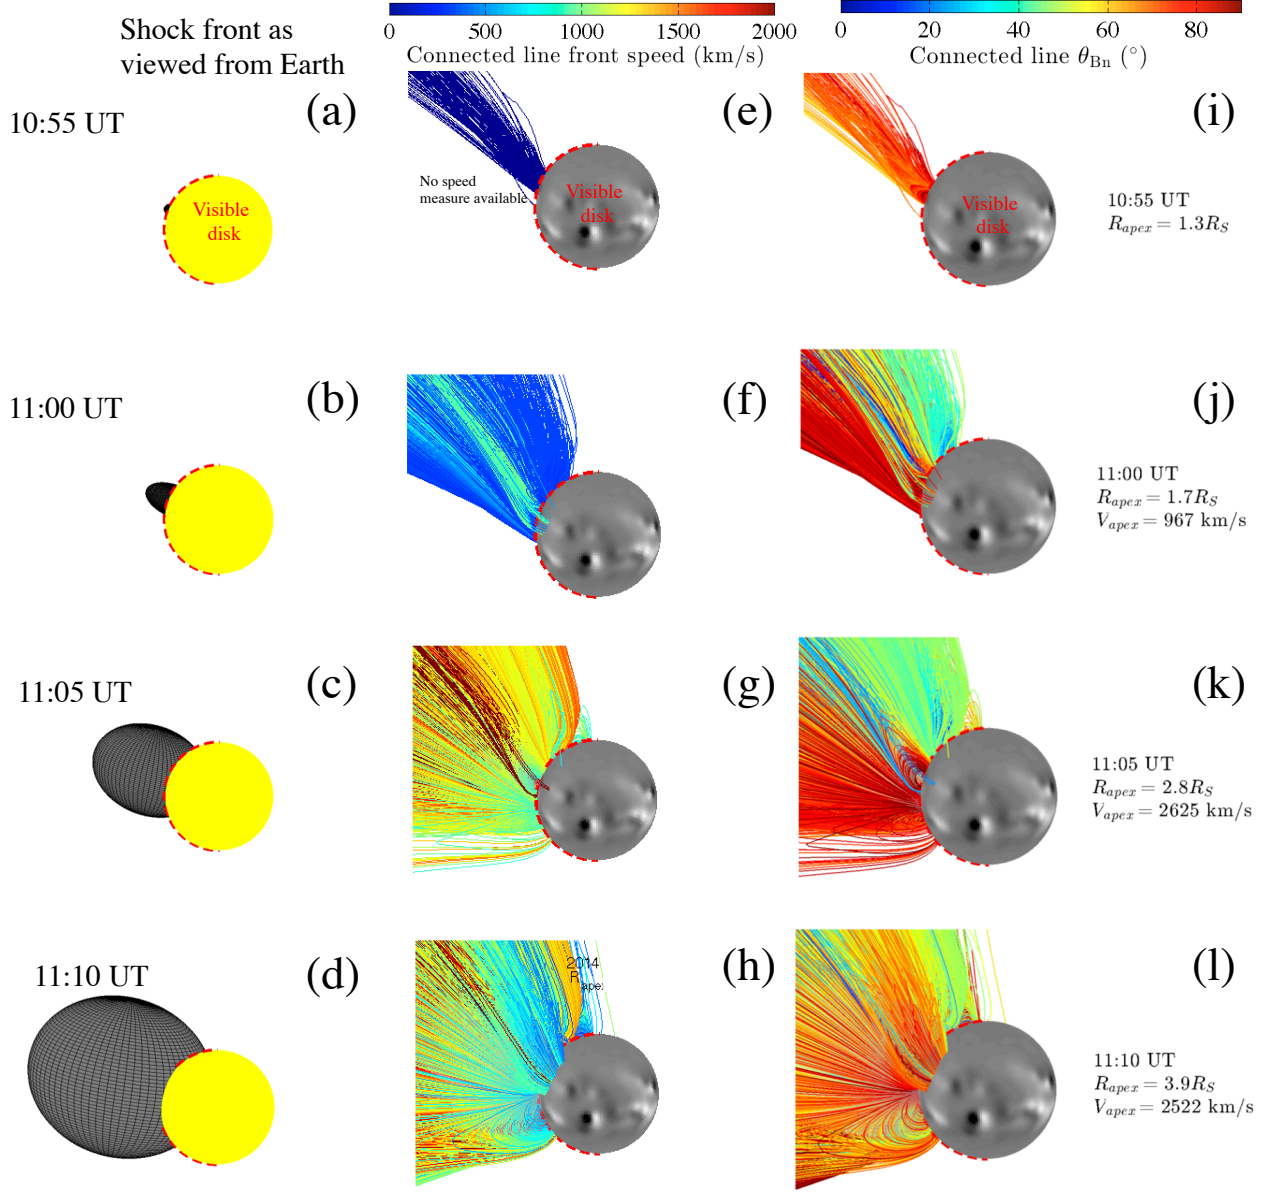 Shock front as
viewed from Earth
0 500 1000 1500 2000
Connected line front speed (km/s)
0 20 40 60 80
Connected line θBn (°)
10:55 UT
(a)
Visible
disk
(e)
No speed
measure available
Visible
disk
(i)
Visible
disk
10:55 UT
Rapex = 1.3RS
11:00 UT
(b)
(f)
(j)
11:00 UT
Rapex = 1.7RS
Vapex = 967 km/s
11:05 UT
(c)
(g)
(k)
11:05 UT
Rapex = 2.8RS
Vapex = 2625 km/s
11:10 UT
(d)
2014
Rape
(h)
(l)
11:10 UT
Rapex = 3.9RS
Vapex = 2522 km/s